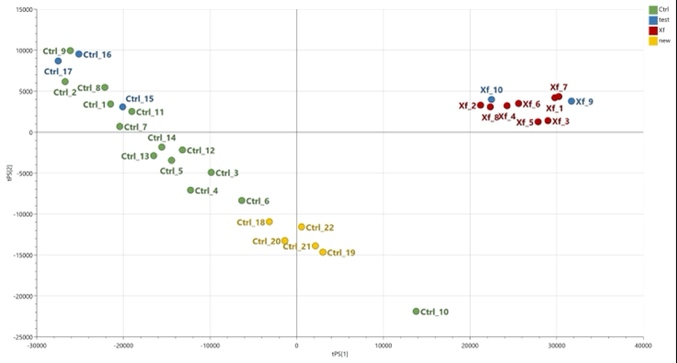 15000
10000
5000
0
-5000
-10000
-15000
-20000
-25000
-30000
-20000
-10000
0
10000
20000
30000
40000
tPS[2]
tPS[1]
Ctrl
test
Xf
new
Ctrl_9
Ctrl_16
Ctrl_17
Ctrl_2
Ctrl_8
Ctrl_1
Ctrl_15
Ctrl_11
Ctrl_7
Ctrl_14
Ctrl_13
Ctrl_12
Ctrl_5
Ctrl_3
Ctrl_4
Ctrl_6
Ctrl_18
Ctrl_22
Ctrl_20
Ctrl_21
Ctrl_19
Ctrl_10
Xf_10
Xf_7
Xf_2
Xf_6
Xf_9
Xf_8
Xf_4
Xf_1
Xf_5
Xf_3